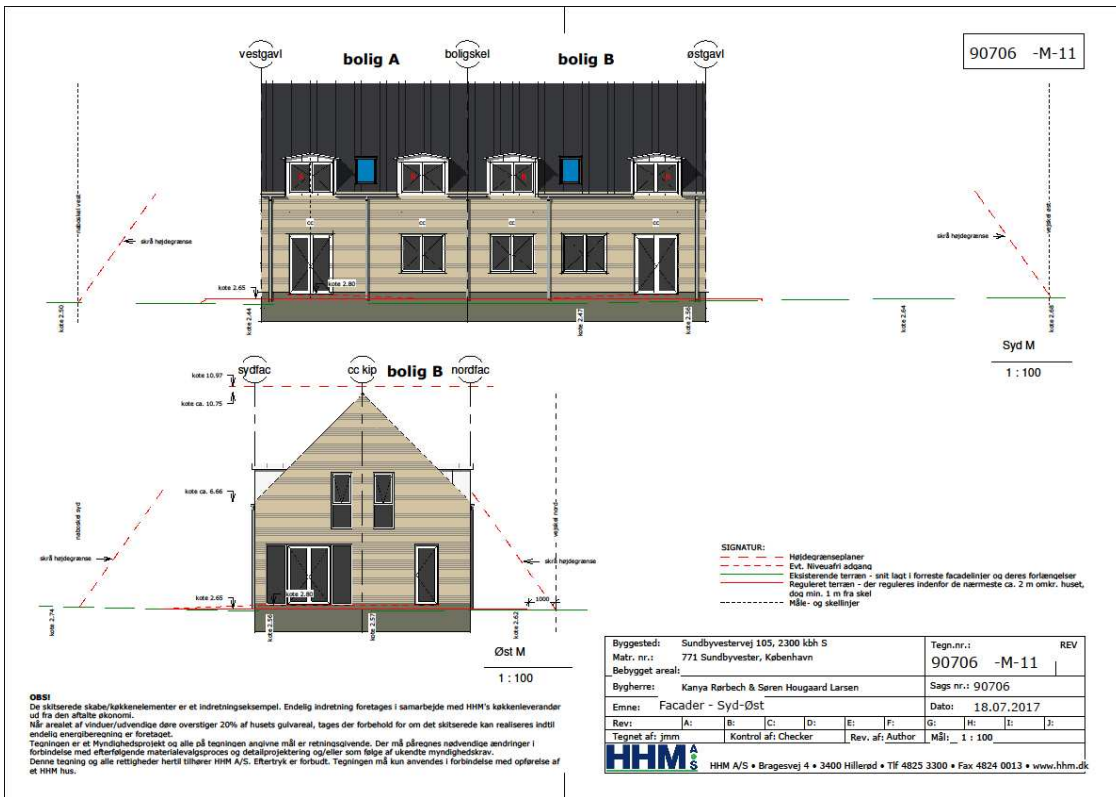 90706 -M-11
vestgavl
bolig A
boligskel
bolig B
østgavl
naboskel vest
skrå højdegrænse
cc
cc
skrå højdegrænse
vejskel øst
kote 2.65
kote 2.80
kote 2.50
kote 2.44
kote 2.47
kote 2.56
kote 2.64
kote 2.68
Syd M
1 : 100
sydfac
cc kip
bolig B
nordfac
kote 10.97
kote ca. 10.75
kote ca. 6.66
naboskel syd
skrå højdegrænse
vejskel nord
skrå højdegrænse
kote 2.65
kote 2.80
1000
kote 2.74
kote 2.56
kote 2.57
kote 2.62
Øst M
1 : 100
SIGNATUR:
Højdegrænseplaner
Evt. Niveaufri adgang
Eksisterende terræn - snit lagt i forreste facadelinjer og deres forlængelser
Reguleret terræn - der reguleres indenfor de nærmeste ca. 2 m omkr. huset,
dog min. 1 m fra skel
Måle- og skellinjer
OBS!
De skitserede skabe/køkkenelementer er et indretningseksempel. Endelig indretning foretages i samarbejde med HHM's køkkenleverandør
ud fra den aftalte økonomi.
Når arealet af vinduer/udvendige døre overstiger 20% af husets gulvareal, tages der forbehold for om det skitserede kan realiseres indtil
endelig energiberegning er foretaget.
Tegningen er et Myndighedsprojekt og alle på tegningen angivne mål er retningsgivende. Der må påregnes nødvendige ændringer i
forbindelse med efterfølgende materialevalgsproces og detailprojektering og/eller som følge af ukendte myndighedskrav.
Denne tegning og alle rettigheder hertil tilhører HHM A/S. Eftertryk er forbudt. Tegningen må kun anvendes i forbindelse med opførelse af
et HHM hus.
Byggested: Sundbyvestervej 105, 2300 kbh S
Matr. nr.: 771 Sundbyvester, København
Bebygget areal:
Tegn.nr.: REV
90706 -M-11
Bygherre: Kanya Rørbech & Søren Hougaard Larsen
Sags nr.: 90706
Emne: Facader - Syd-Øst
Dato: 18.07.2017
Rev: A: B: C: D: E: F: G: H: I: J:
Tegnet af: jmm Kontrol af: Checker Rev. af: Author Mål: 1 : 100
HHM A/S HHM A/S • Bragesvej 4 • 3400 Hillerød • Tlf 4825 3300 • Fax 4824 0013 • www.hhm.dk